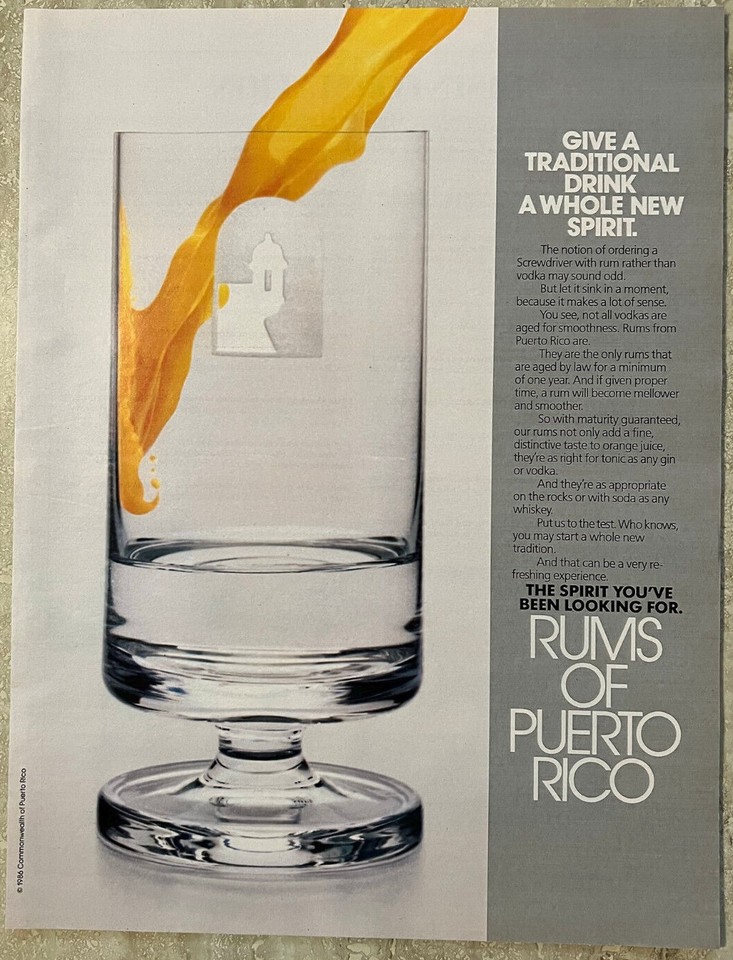 GIVE A
TRADITIONAL
DRINK
A WHOLE NEW
SPIRIT.
The notion of ordering a
Screwdriver with rum rather than
vodka may sound odd.
But let it sink in a moment,
because it makes a lot of sense.
You see, not all vodkas are
aged for smoothness. Rums from
Puerto Rico are.
They are the only rums that
are aged by law for a minimum
of one year. And if given proper
time, a rum will become mellower
and smoother.
So with maturity guaranteed,
our rums not only add a fine,
distinctive taste to orange juice,
they're as right for tonic as any gin
or vodka.
And they're as appropriate
on the rocks or with soda as any
whiskey.
Put us to the test. Who knows,
you may start a whole new
tradition.
And that can be a very re-
freshing experience.
THE SPIRIT YOU'VE
BEEN LOOKING FOR.
RUMS
OF
PUERTO
RICO
© 1986 Commonwealth of Puerto Rico